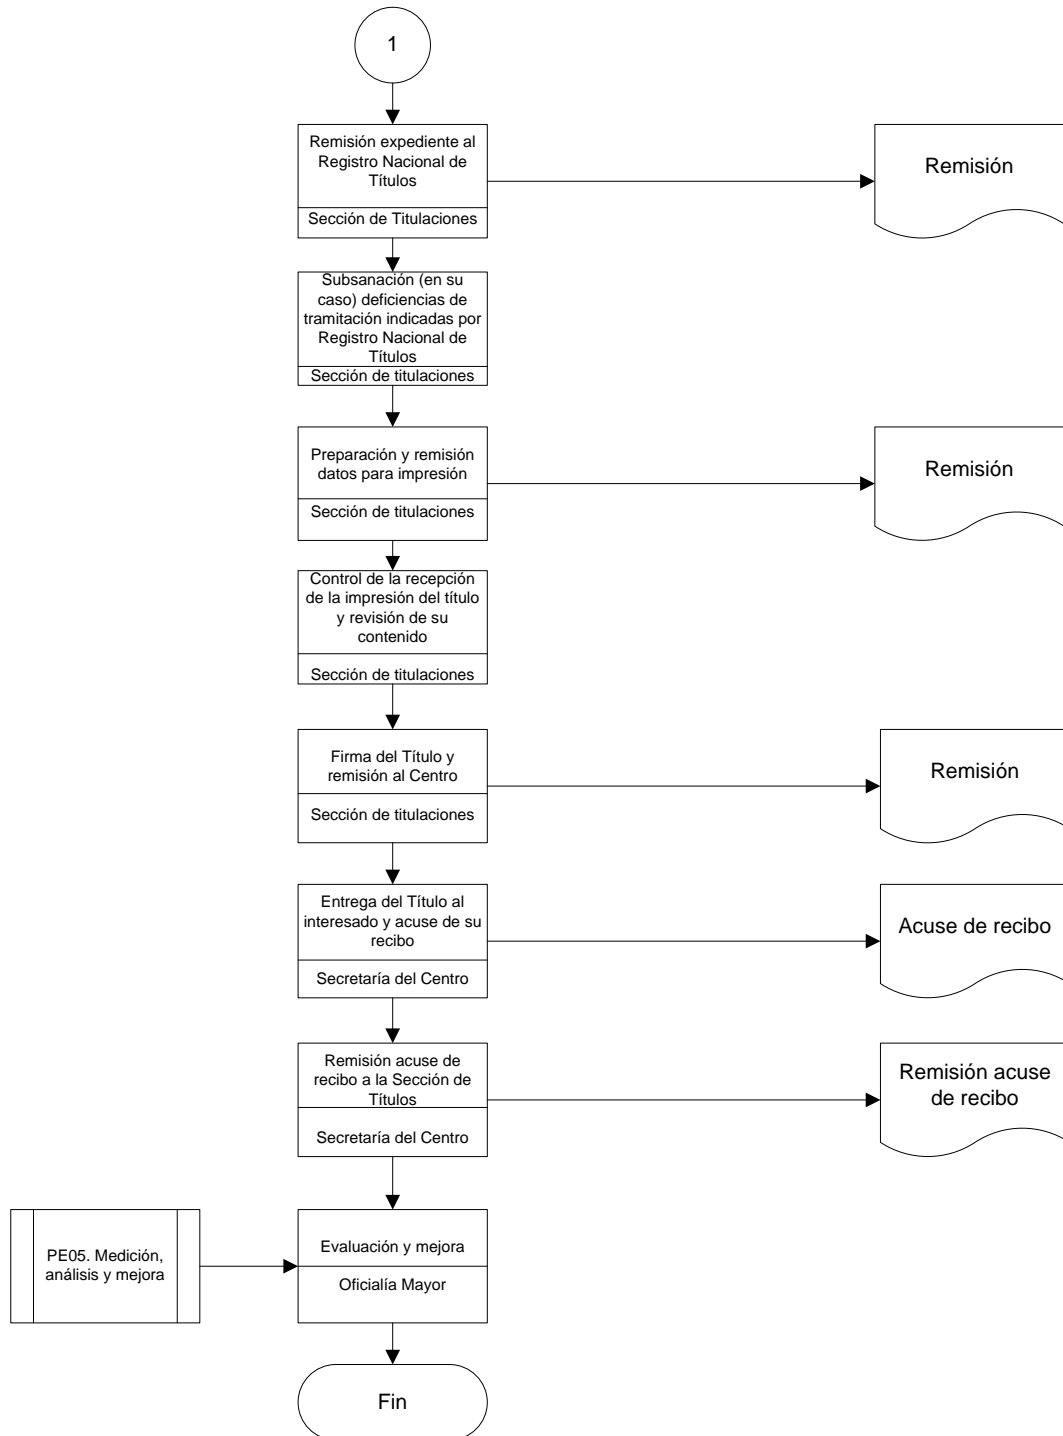 1
Remisión expediente al
Registro Nacional de
Títulos
Sección de Titulaciones
Remisión
Subsanación (en su
caso) deficiencias de
tramitación indicadas por
Registro Nacional de
Títulos
Sección de titulaciones
Preparación y remisión
datos para impresión
Sección de titulaciones
Remisión
Control de la recepción
de la impresión del título
y revisión de su
contenido
Sección de titulaciones
Firma del Título y
remisión al Centro
Sección de titulaciones
Remisión
Entrega del Título al
interesado y acuse de su
recibo
Secretaría del Centro
Acuse de recibo
Remisión acuse de
recibo a la Sección de
Títulos
Secretaría del Centro
Remisión acuse
de recibo
PE05. Medición,
análisis y mejora
Evaluación y mejora
Oficialía Mayor
Fin